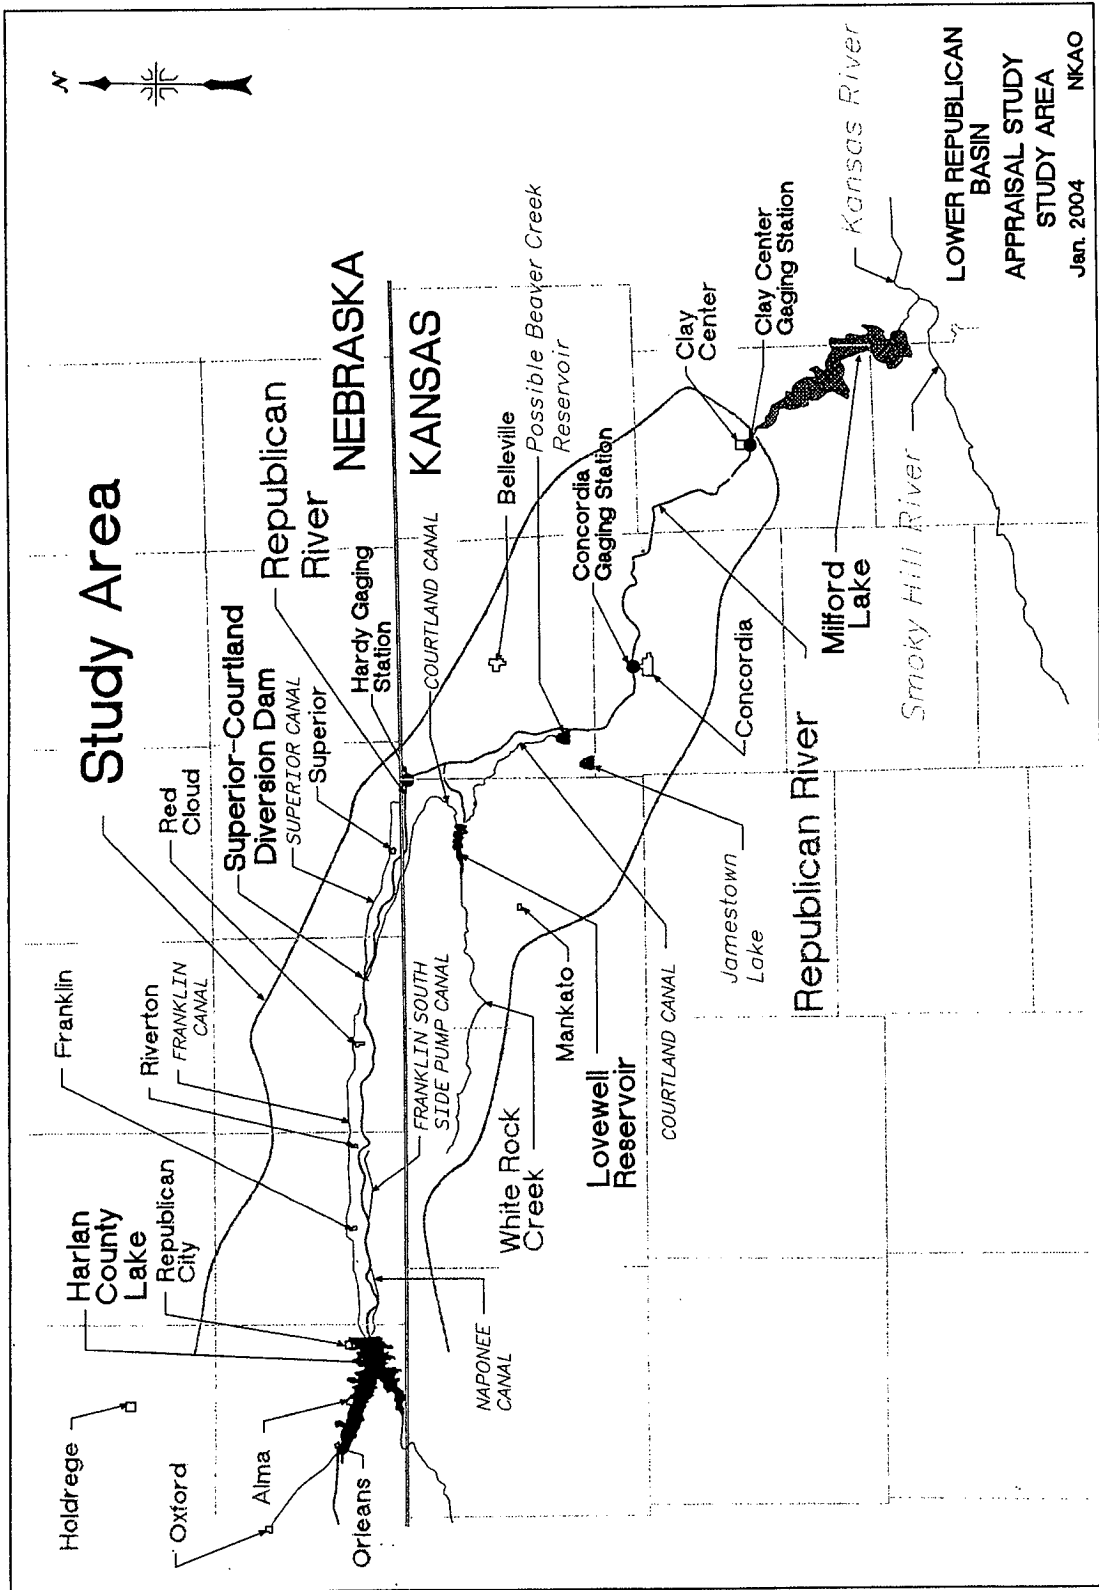 N
Study Area
Holdrege
Oxford
Alma
Orleans
Harlan
County
Lake
Republican
City
Franklin
Riverton
FRANKLIN
CANAL
Red
Cloud
Superior-Courtland
Diversion Dam
SUPERIOR CANAL
Superior
Republican
River
Hardy Gaging
Station
NEBRASKA
KANSAS
COURTLAND CANAL
Belleville
Possible Beaver Creek
Reservoir
NAPONEE
CANAL
FRANKLIN SOUTH
SIDE PUMP CANAL
White Rock
Creek
Mankato
Lovewell
Reservoir
COURTLAND CANAL
Jamestown
Lake
Concordia
Gaging Station
Concordia
Republican River
Clay
Center
Clay Center
Gaging Station
Milford
Lake
Smoky Hill River
Kansas River
LOWER REPUBLICAN
BASIN
APPRAISAL STUDY
STUDY AREA
Jan. 2004 NKAO